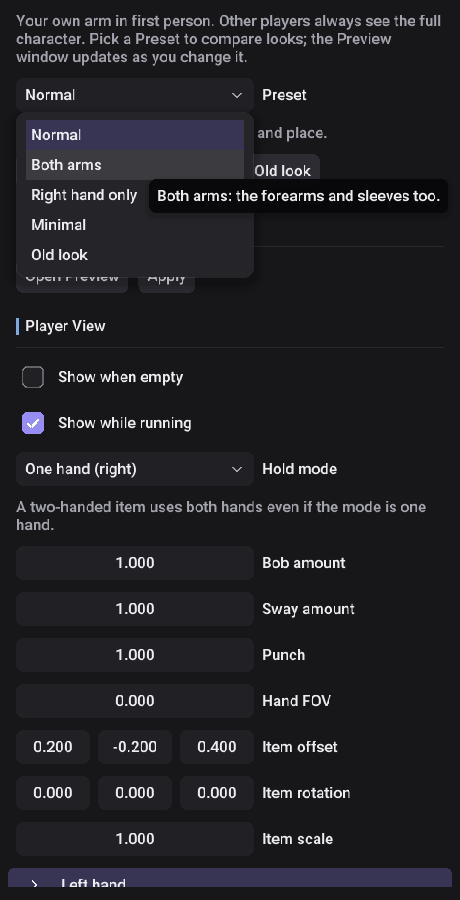 Your own arm in first person. Other players always see the full
character. Pick a Preset to compare looks; the Preview
window updates as you change it.
Normal
Preset
Normal
and place.
Both arms
Old look
Right hand only
Both arms: the forearms and sleeves too.
Minimal
Old look
Open Preview
Apply
Player View
Show when empty
Show while running
One hand (right)
Hold mode
A two-handed item uses both hands even if the mode is one
hand.
1.000
Bob amount
1.000
Sway amount
1.000
Punch
0.000
Hand FOV
0.200
-0.200
0.400
Item offset
0.000
0.000
0.000
Item rotation
1.000
Item scale
Left hand